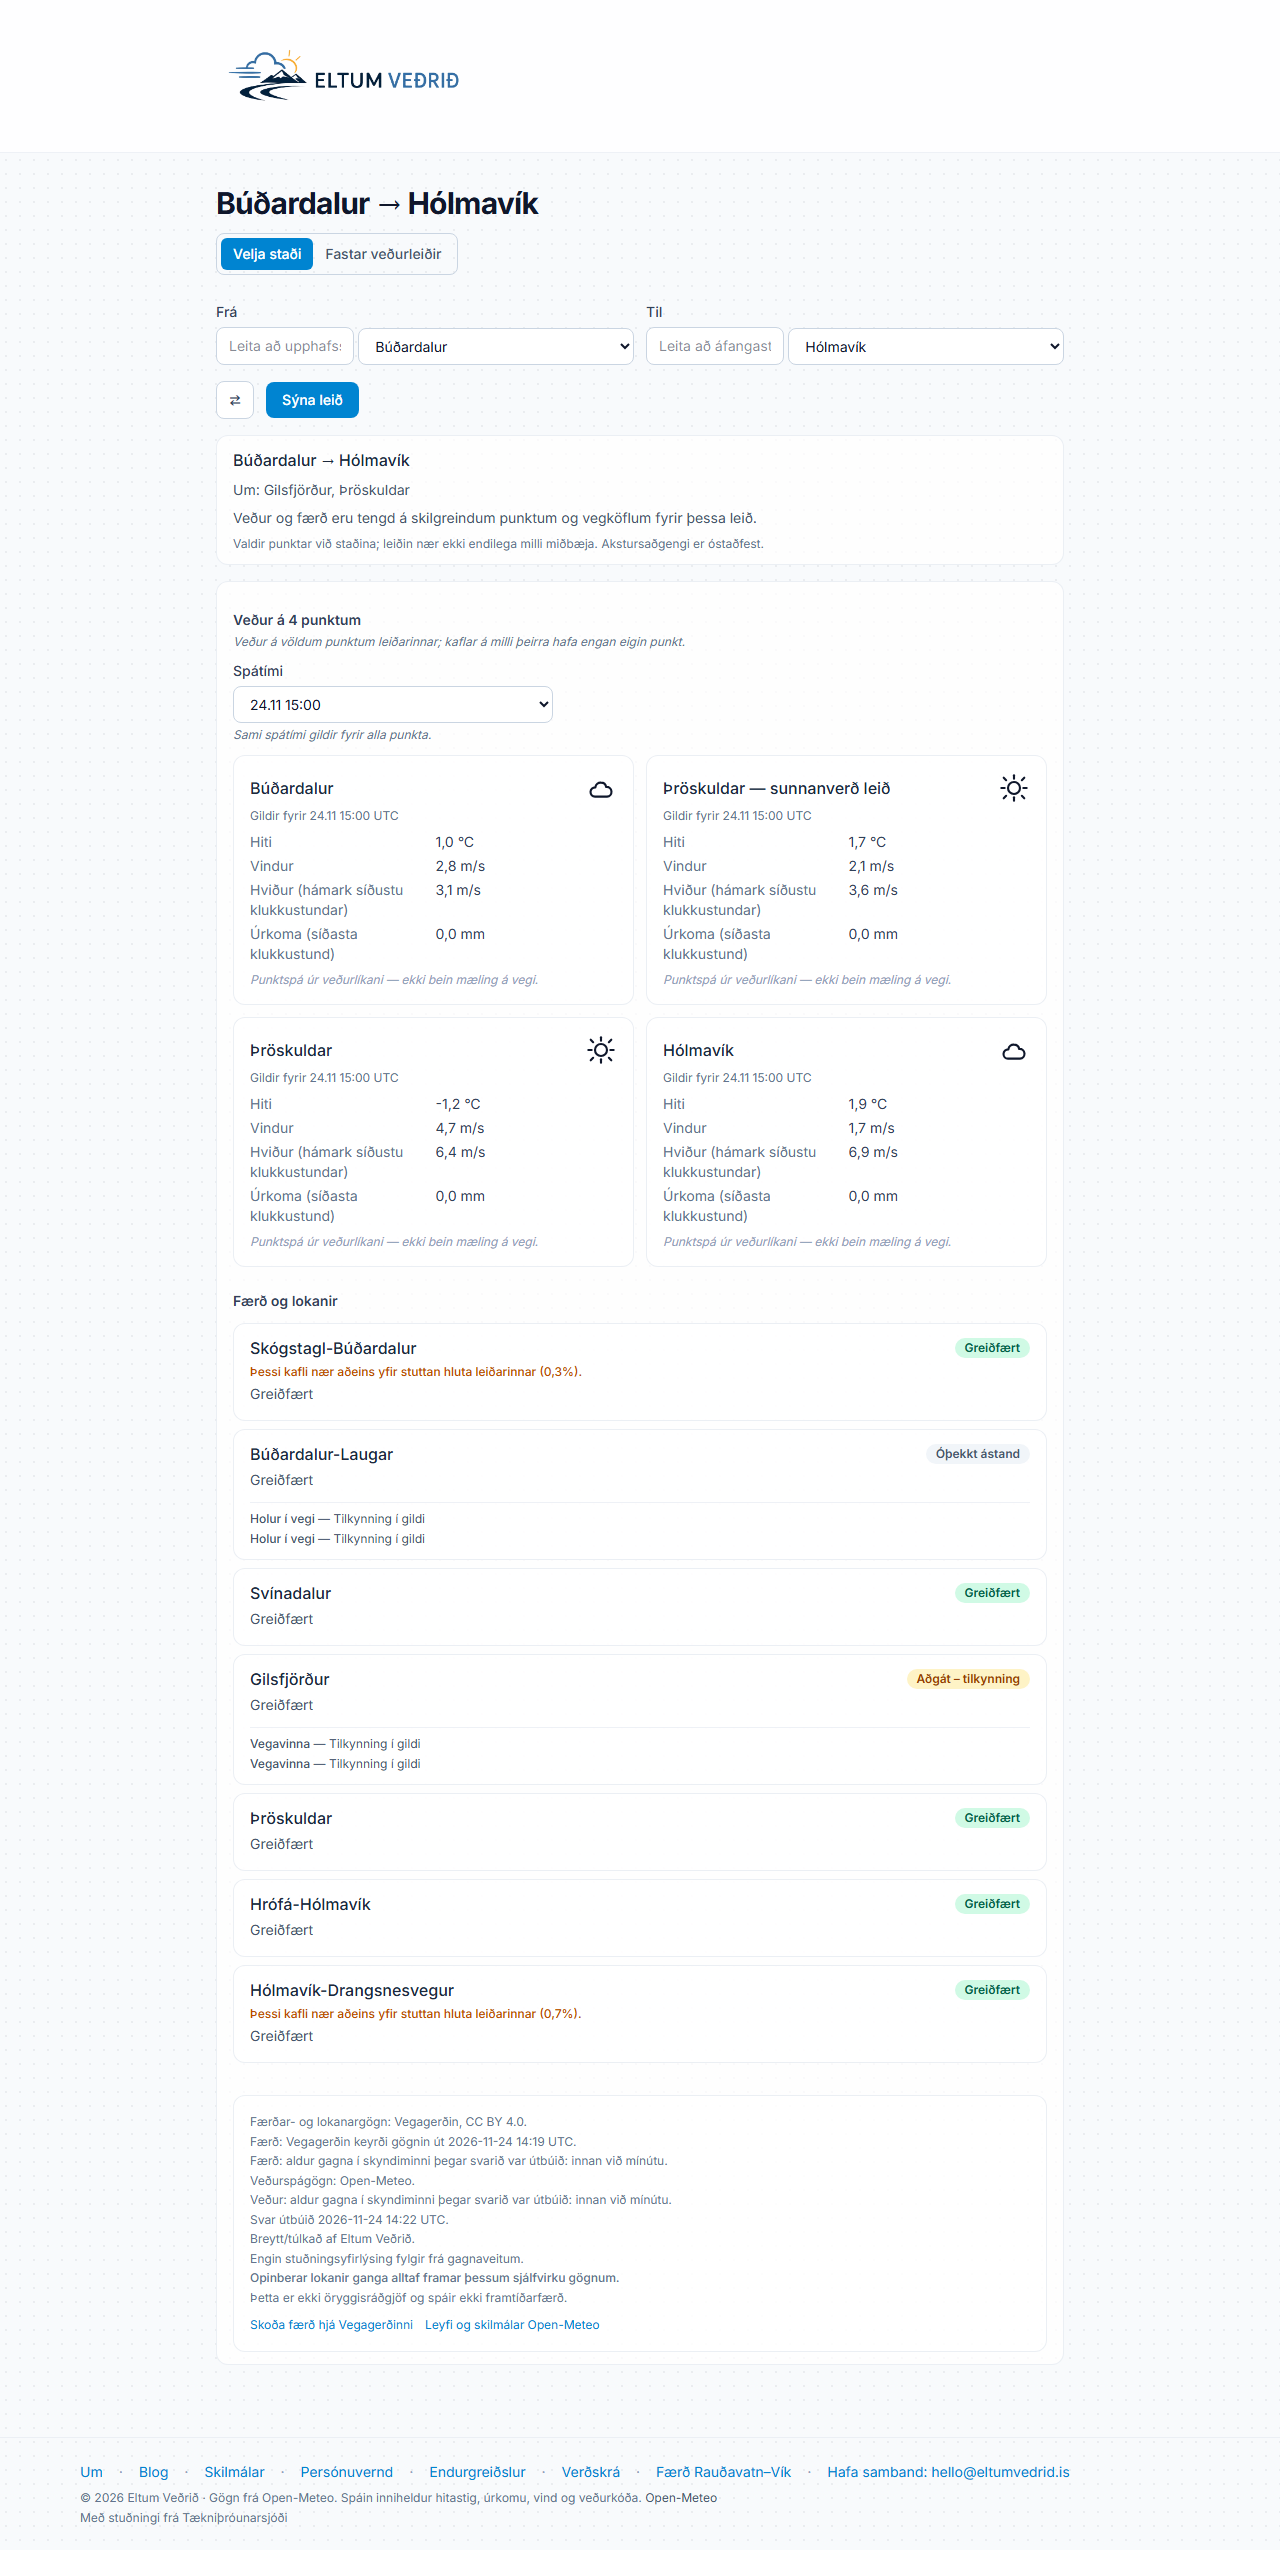 ELTUM VEÐRIÐ
Búðardalur → Hólmavík
Velja staði Fastar veðurleiðir
Frá Til
Leita að upphafs Búðardalur Leita að áfangast Hólmavík
⇄ Sýna leið
Búðardalur → Hólmavík
Um: Gilsfjörður, Þröskuldar
Veður og færð eru tengd á skilgreindum punktum og vegköflum fyrir þessa leið.
Valdir punktar við staðina; leiðin nær ekki endilega milli miðbæja. Akstursaðgengi er óstaðfest.
Veður á 4 punktum
Veður á völdum punktum leiðarinnar; kaflar á milli þeirra hafa engan eigin punkt.
Spátími
24.11 15:00
Sami spátími gildir fyrir alla punkta.
Búðardalur
Gildir fyrir 24.11 15:00 UTC
Hiti 1,0 °C
Vindur 2,8 m/s
Hviður (hámark síðustu 3,1 m/s
klukkustundar)
Úrkoma (síðasta 0,0 mm
klukkustund)
Punktspá úr veðurlíkani — ekki bein mæling á vegi.
Þröskuldar — sunnanverð leið
Gildir fyrir 24.11 15:00 UTC
Hiti 1,7 °C
Vindur 2,1 m/s
Hviður (hámark síðustu 3,6 m/s
klukkustundar)
Úrkoma (síðasta 0,0 mm
klukkustund)
Punktspá úr veðurlíkani — ekki bein mæling á vegi.
Þröskuldar
Gildir fyrir 24.11 15:00 UTC
Hiti -1,2 °C
Vindur 4,7 m/s
Hviður (hámark síðustu 6,4 m/s
klukkustundar)
Úrkoma (síðasta 0,0 mm
klukkustund)
Punktspá úr veðurlíkani — ekki bein mæling á vegi.
Hólmavík
Gildir fyrir 24.11 15:00 UTC
Hiti 1,9 °C
Vindur 1,7 m/s
Hviður (hámark síðustu 6,9 m/s
klukkustundar)
Úrkoma (síðasta 0,0 mm
klukkustund)
Punktspá úr veðurlíkani — ekki bein mæling á vegi.
Færð og lokanir
Skógstagl-Búðardalur Greiðfært
Þessi kafli nær aðeins yfir stuttan hluta leiðarinnar (0,3%).
Greiðfært
Búðardalur-Laugar Óþekkt ástand
Greiðfært
Holur í vegi — Tilkynning í gildi
Holur í vegi — Tilkynning í gildi
Svínadalur Greiðfært
Greiðfært
Gilsfjörður Aðgát – tilkynning
Greiðfært
Vegavinna — Tilkynning í gildi
Vegavinna — Tilkynning í gildi
Þröskuldar Greiðfært
Greiðfært
Hrófá-Hólmavík Greiðfært
Greiðfært
Hólmavík-Drangsnesvegur Greiðfært
Þessi kafli nær aðeins yfir stuttan hluta leiðarinnar (0,7%).
Greiðfært
Færðar- og lokanargögn: Vegagerðin, CC BY 4.0.
Færð: Vegagerðin keyrði gögnin út 2026-11-24 14:19 UTC.
Færð: aldur gagna í skyndiminni þegar svarið var útbúið: innan við mínútu.
Veðurspágögn: Open-Meteo.
Veður: aldur gagna í skyndiminni þegar svarið var útbúið: innan við mínútu.
Svar útbúið 2026-11-24 14:22 UTC.
Breytt/túlkað af Eltum Veðrið.
Engin stuðningsyfirlýsing fylgir frá gagnaveitum.
Opinberar lokanir ganga alltaf framar þessum sjálfvirku gögnum.
Þetta er ekki öryggisráðgjöf og spáir ekki framtíðarfærð.
Skoða færð hjá Vegagerðinni Leyfi og skilmálar Open-Meteo
Um · Blog · Skilmálar · Persónuvernd · Endurgreiðslur · Verðskrá · Færð Rauðavatn–Vík · Hafa samband: hello@eltumvedrid.is
© 2026 Eltum Veðrið · Gögn frá Open-Meteo. Spáin inniheldur hitastig, úrkomu, vind og veðurkóða. Open-Meteo
Með stuðningi frá Tækniþróunarsjóði